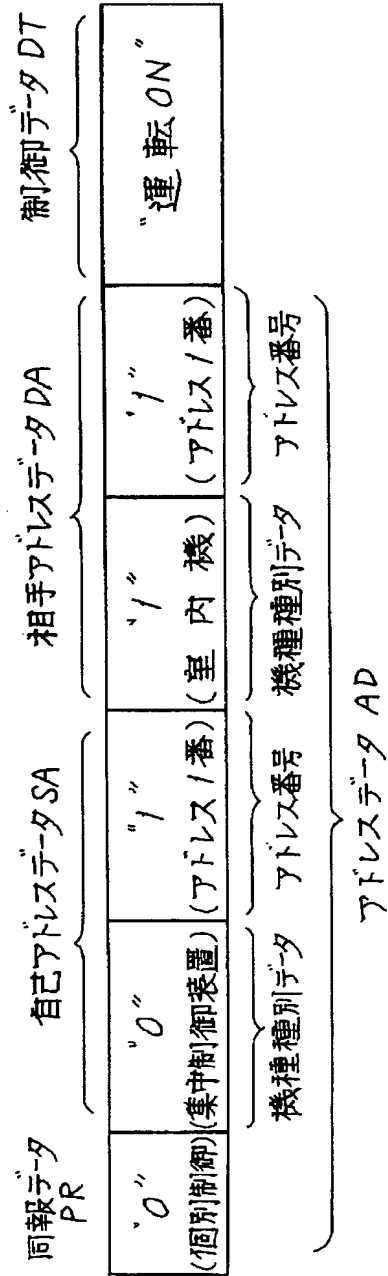 同報データ
PR
自己アドレスデータSA
相手アドレスデータDA
制御データDT
"0"
(個別制御)
"0"
(集中制御装置)
"1"
(アドレス1番)
"1"
(室内機)
"1"
(アドレス1番)
"運転ON"
機種種別データ
アドレス番号
機種種別データ
アドレス番号
アドレスデータAD